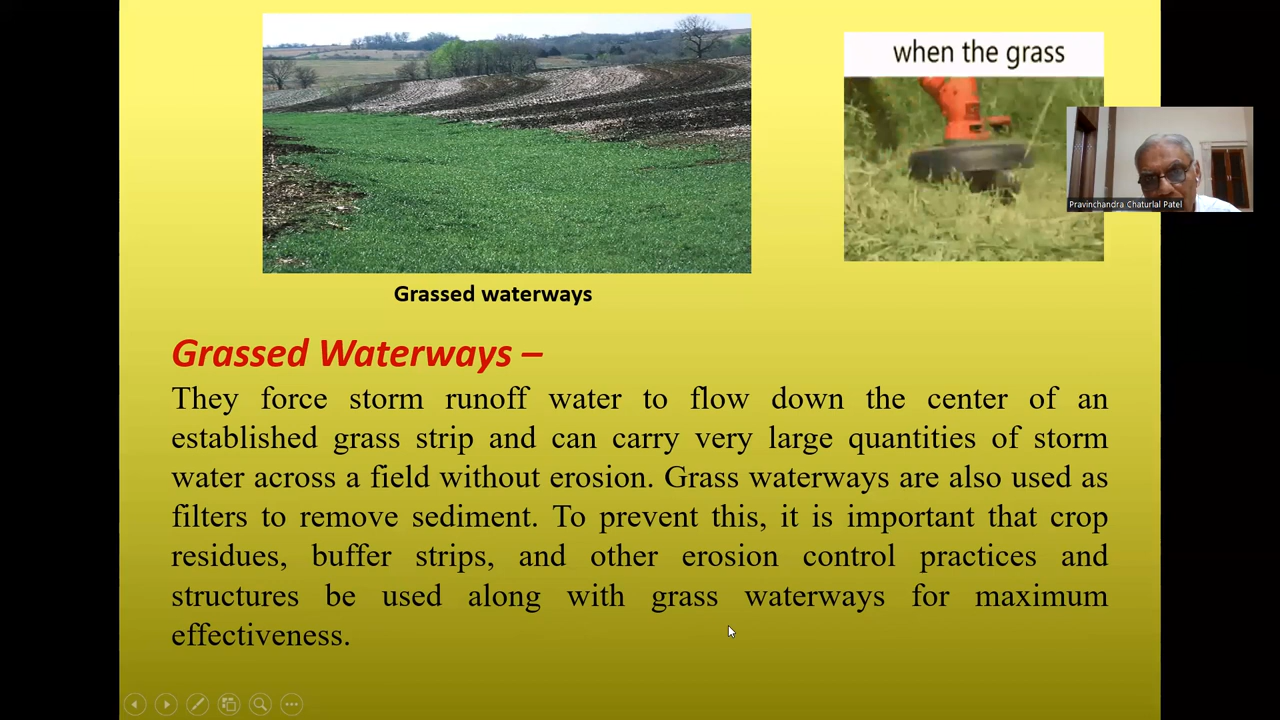 when the grass
Pravinchandra Chaturlal Patel
Grassed waterways
Grassed Waterways –
They force storm runoff water to flow down the center of an
established grass strip and can carry very large quantities of storm
water across a field without erosion. Grass waterways are also used as
filters to remove sediment. To prevent this, it is important that crop
residues, buffer strips, and other erosion control practices and
structures be used along with grass waterways for maximum
effectiveness.